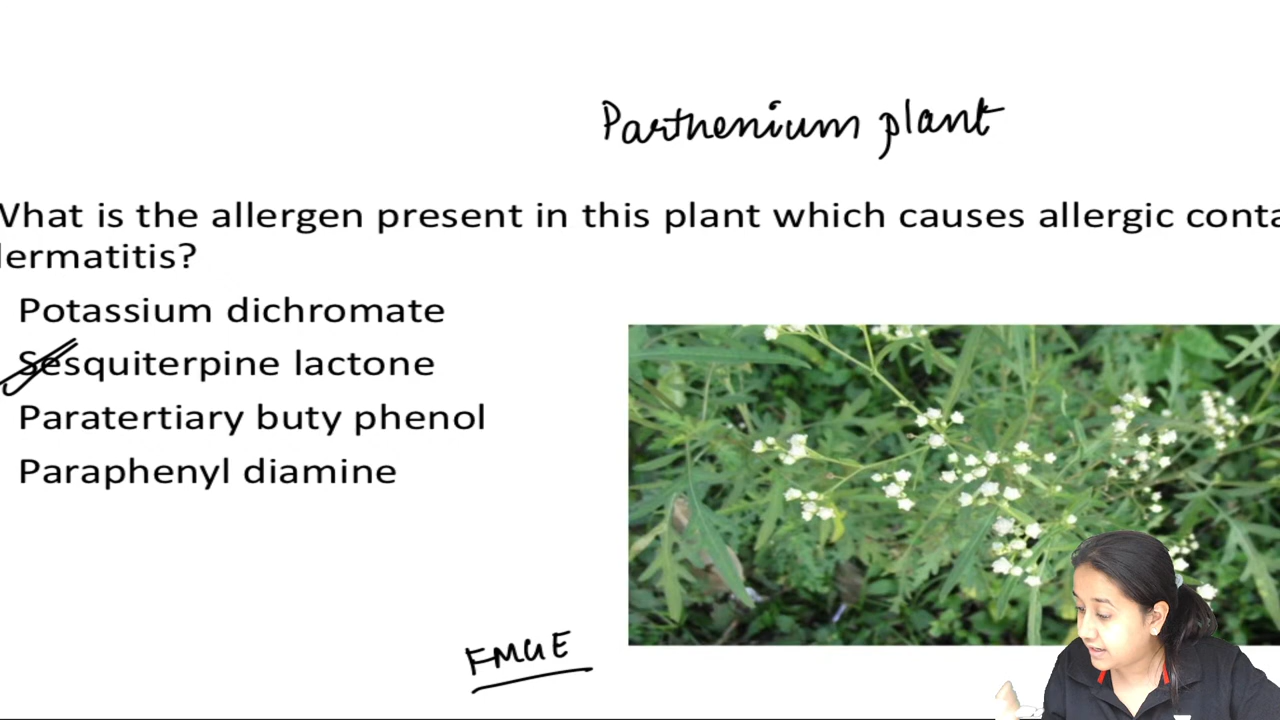 Parthenium plant
What is the allergen present in this plant which causes allergic conta
dermatitis?
Potassium dichromate
Sesquiterpine lactone
Paratertiary buty phenol
Paraphenyl diamine
FMGE